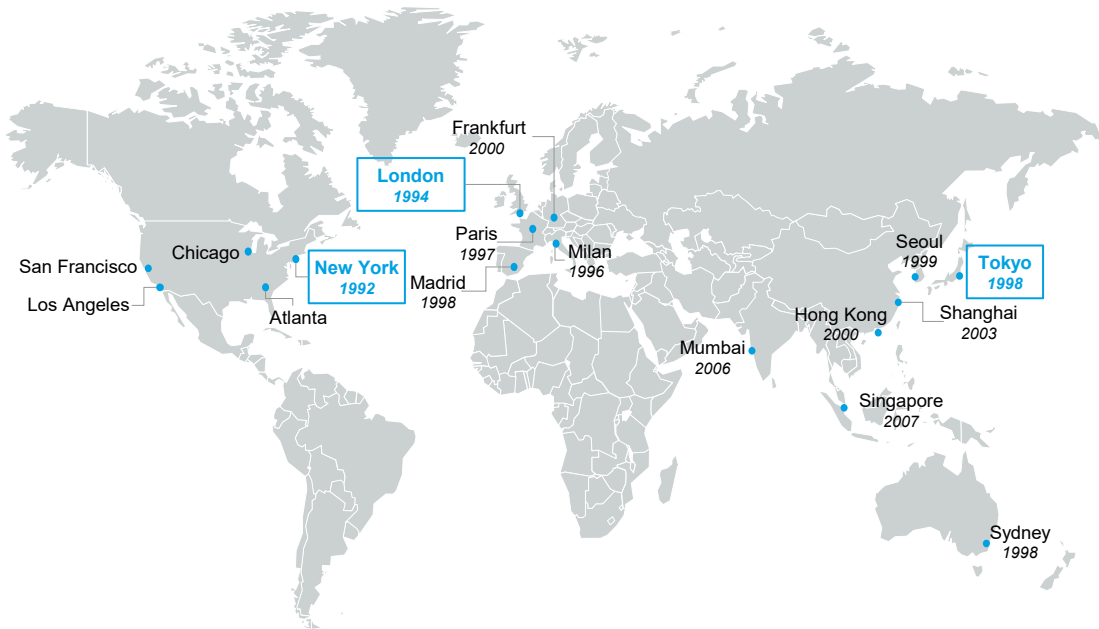 Frankfurt
2000
London
1994
Paris
1997
Milan
1996
Madrid
1998
Chicago
San Francisco
New York
1992
Los Angeles
Atlanta
Seoul
1999
Tokyo
1998
Hong Kong
2000
Shanghai
2003
Mumbai
2006
Singapore
2007
Sydney
1998